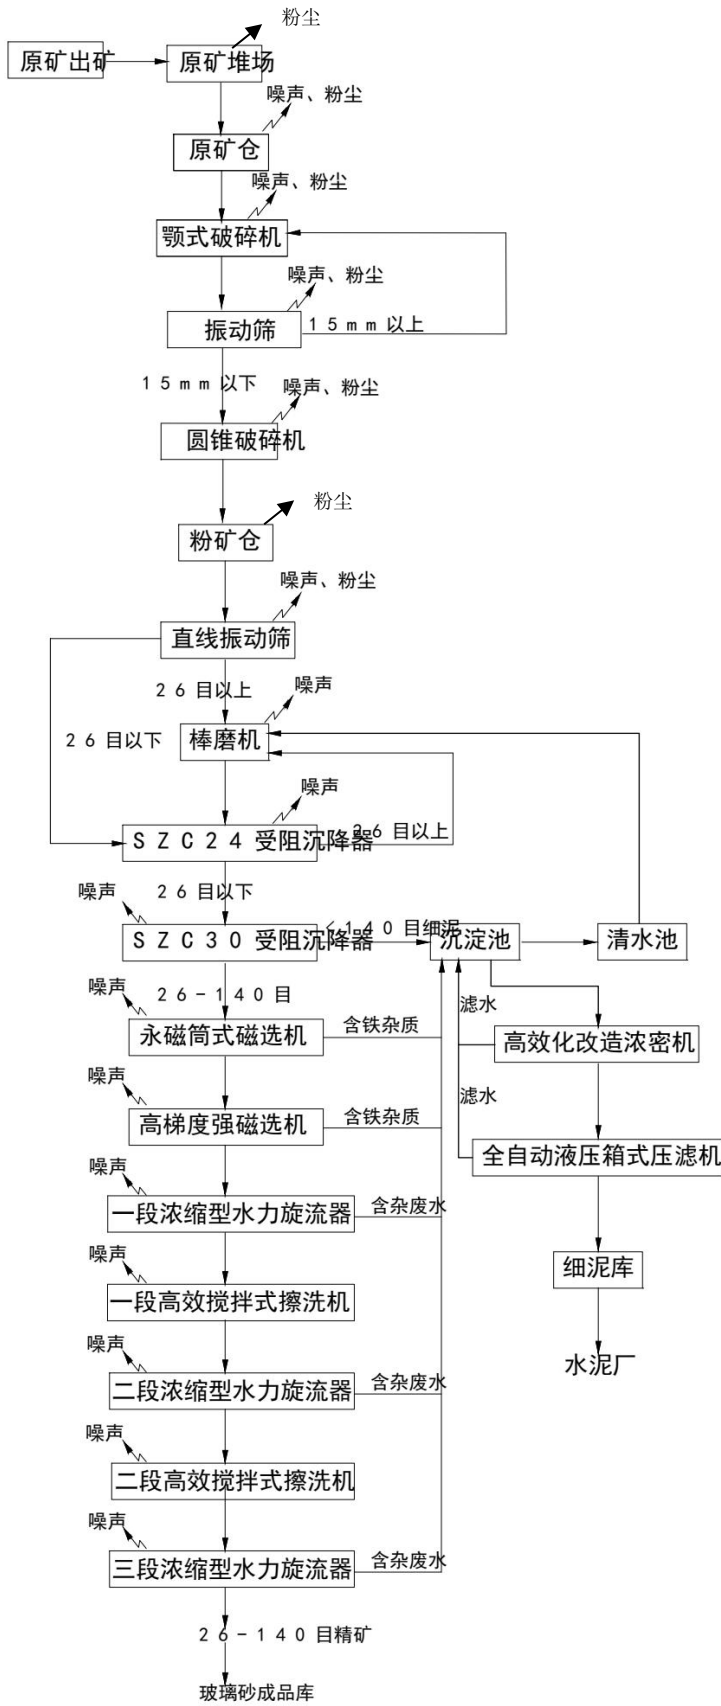 粉尘
原矿出矿
原矿堆场
噪声、粉尘
原矿仓
噪声、粉尘
颚式破碎机
噪声、粉尘
振动筛
15mm以上
15mm以下
噪声、粉尘
圆锥破碎机
粉尘
粉矿仓
噪声、粉尘
直线振动筛
26目以上
噪声
26目以下
棒磨机
噪声
SZC24受阻沉降器
26目以上
噪声
26目以下
SZC30受阻沉降器
<140目细泥
沉淀池
清水池
噪声
26-140目
滤水
永磁筒式磁选机
含铁杂质
高效化改造浓密机
噪声
滤水
高梯度强磁选机
含铁杂质
全自动液压箱式压滤机
噪声
一段浓缩型水力旋流器
含杂废水
噪声
细泥库
一段高效搅拌式擦洗机
噪声
水泥厂
二段浓缩型水力旋流器
含杂废水
噪声
二段高效搅拌式擦洗机
噪声
三段浓缩型水力旋流器
含杂废水
26-140目精矿
玻璃砂成品库